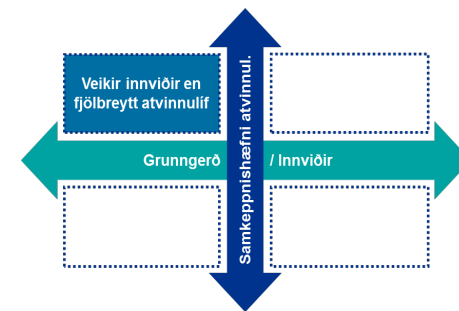 Veikir innviðir en
fjölbreytt atvinnulíf
Grunngerð / Innviðir
Samkeppnishæfni atvinnul.